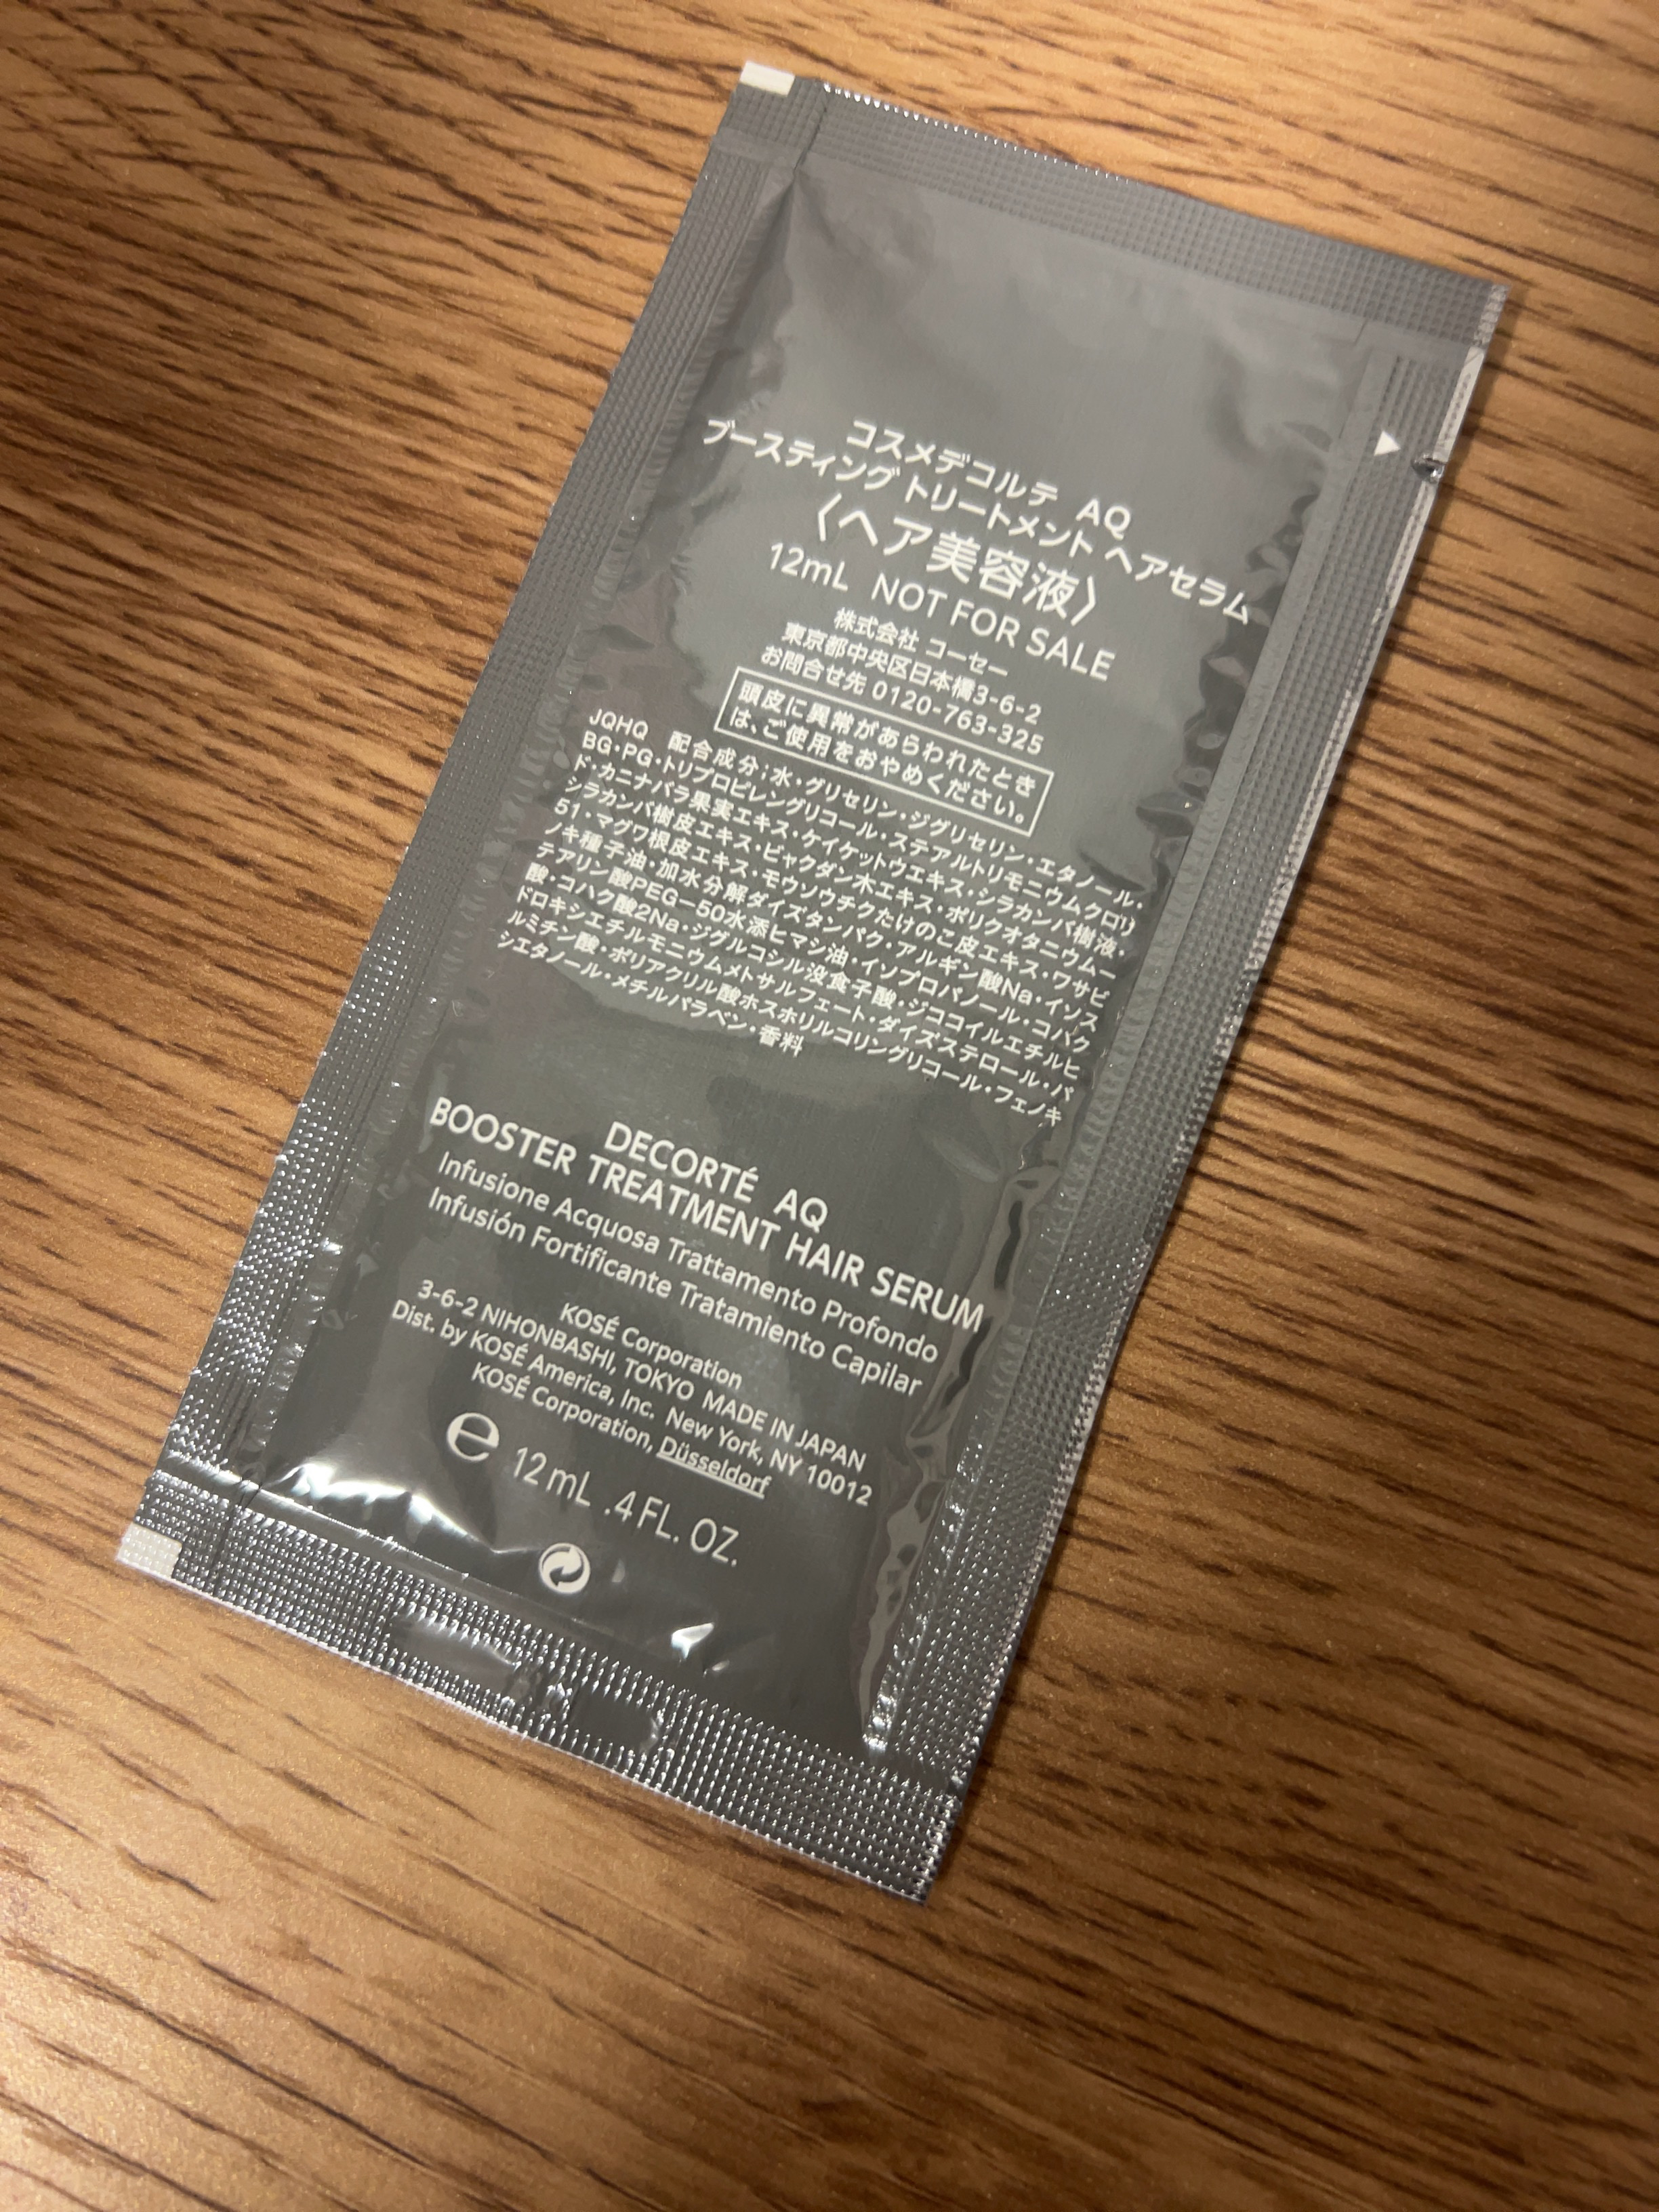 コスメデコルテ AQ
ブースティング トリートメント ヘアセラム
〈ヘア美容液〉
12mL NOT FOR SALE
株式会社 コーセー
東京都中央区日本橋3-6-2
お問合せ先 0120-763-325
頭皮に異常があらわれたとき
は、ご使用をおやめください。
JQHQ 配合成分;水・グリセリン・ジグリセリン・エタノール・
BG・PG・トリプロピレングリコール・ステアルトリモニウムクロリ
ド・カニナバラ果実エキス・ケイケットウエキス・シラカンバ樹液・
シラカンバ樹皮エキス・ビャクダン木エキス・ポリクオタニウムー
51・マグワ根皮エキス・モウソウチクたけのこ皮エキス・ワサビ
ノキ種子油・加水分解ダイズタンパク・アルギン酸Na・イソス
テアリン酸PEG−50水添ヒマシ油・イソプロパノール・コハク
酸・コハク酸2Na・ジグルコシル没食子酸・ジココイルエチルヒ
ドロキシエチルモニウムメトサルフェート・ダイズステロール・パ
ルミチン酸・ポリアクリル酸ホスホリルコリングリコール・フェノキ
シエタノール・メチルパラベン・香料
DECORTÉ AQ
BOOSTER TREATMENT HAIR SERUM
Infusione Acquosa Trattamento Profondo
Infusión Fortificante Tratamiento Capilar
KOSÉ Corporation
3-6-2 NIHONBASHI, TOKYO MADE IN JAPAN
Dist. by KOSÉ America, Inc. New York, NY 10012
KOSÉ Corporation, Düsseldorf
℮ 12 mL .4 FL. OZ.